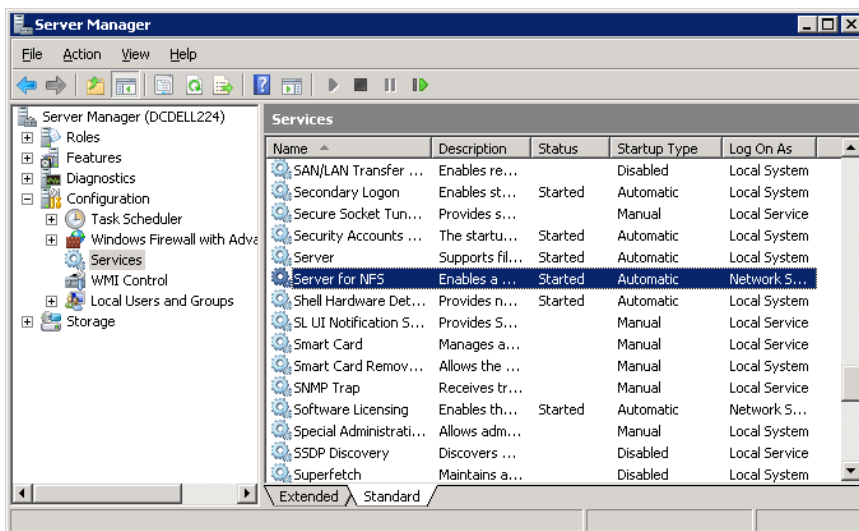 Server Manager
File Action View Help
Server Manager (DCDELL224)
Roles
Features
Diagnostics
Configuration
Task Scheduler
Windows Firewall with Adva
Services
WMI Control
Local Users and Groups
Storage
Services
Name Description Status Startup Type Log On As
SAN/LAN Transfer ... Enables re... Disabled Local System
Secondary Logon Enables st... Started Automatic Local System
Secure Socket Tun... Provides s... Manual Local Service
Security Accounts ... The startu... Started Automatic Local System
Server Supports fil... Started Automatic Local System
Server for NFS Enables a ... Started Automatic Network S...
Shell Hardware Det... Provides n... Started Automatic Local System
SL UI Notification S... Provides S... Manual Local Service
Smart Card Manages a... Manual Local Service
Smart Card Remov... Allows the ... Manual Local System
SNMP Trap Receives tr... Manual Local Service
Software Licensing Enables th... Started Automatic Network S...
Special Administrati... Allows adm... Manual Local System
SSDP Discovery Discovers ... Disabled Local Service
Superfetch Maintains a... Disabled Local System
Extended Standard